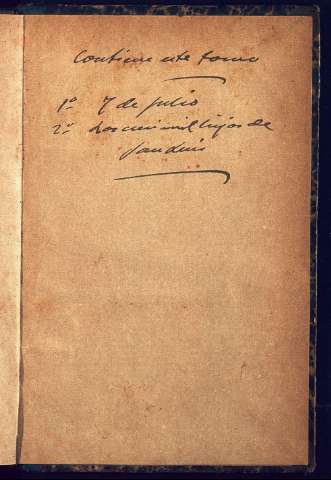 Contiene este tomo
1º 7 de julio
2º Los cien mil hijos de
San Luis